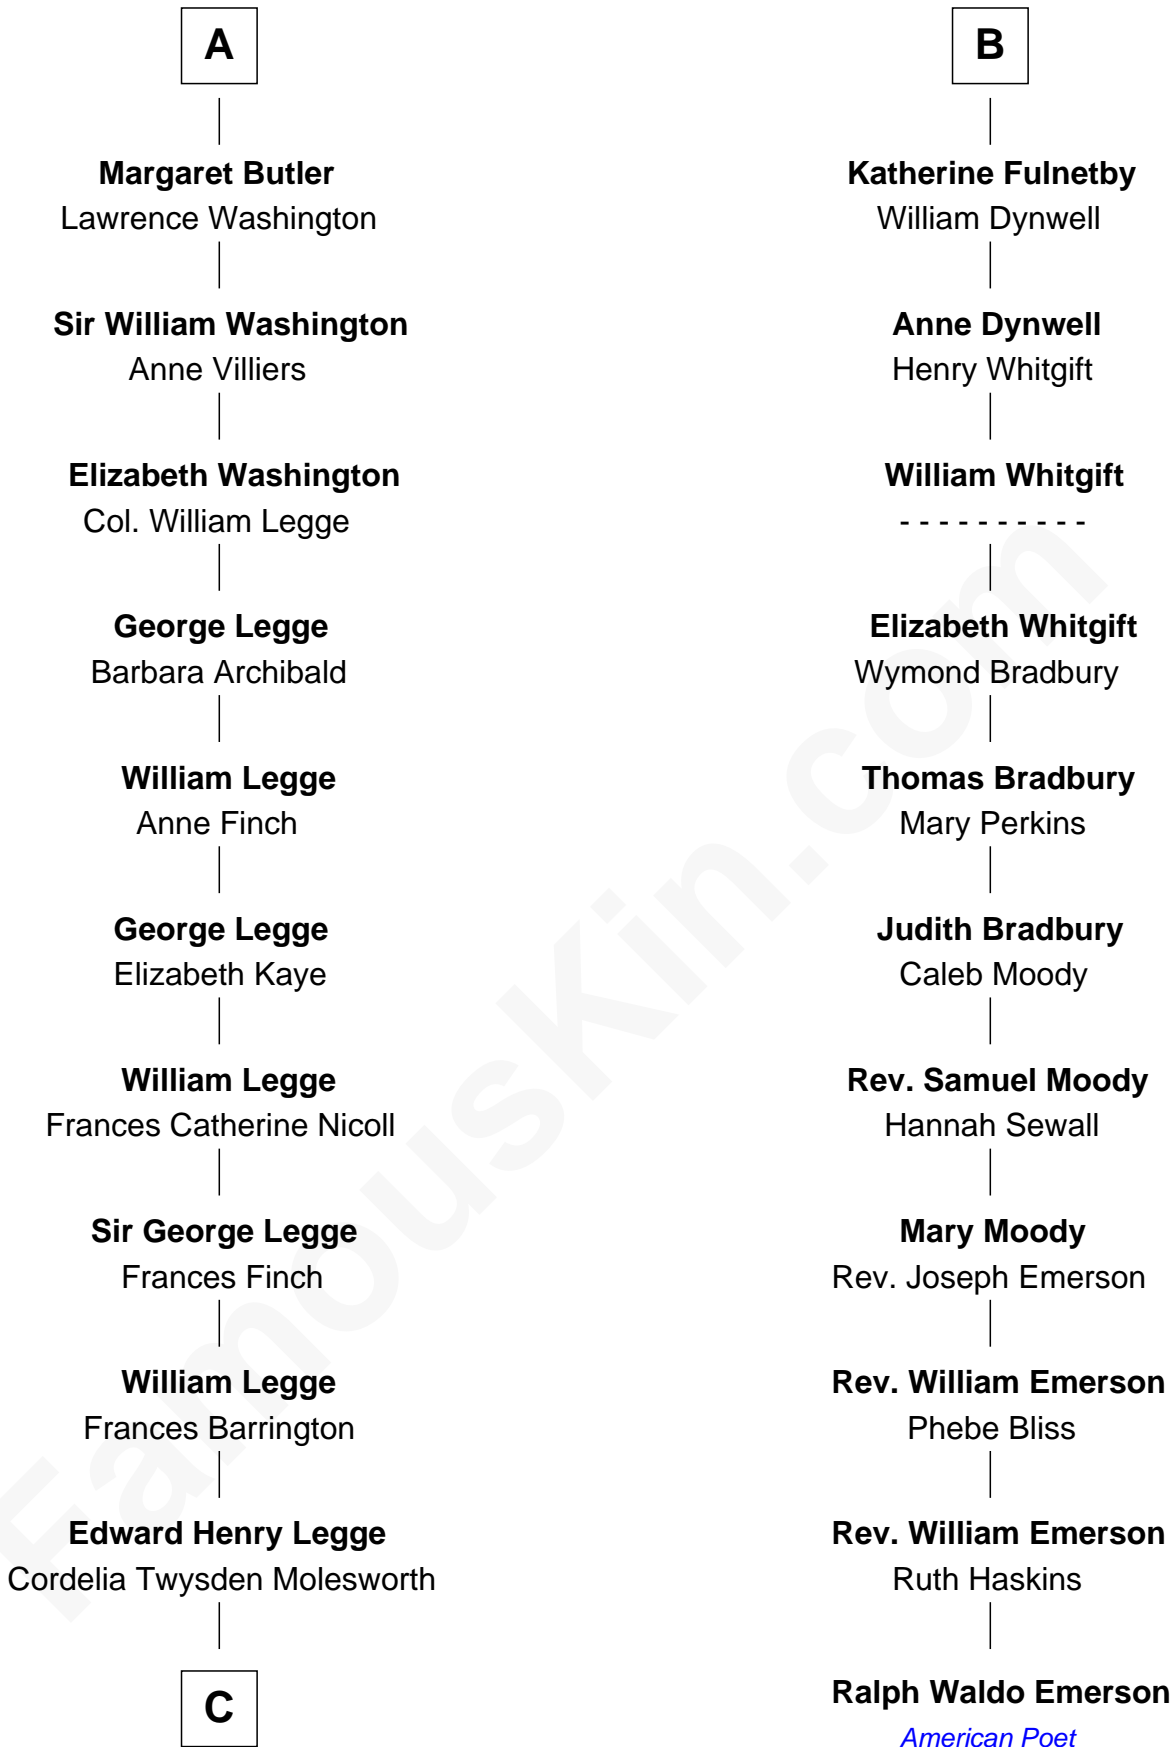 A
Margaret Butler
Lawrence Washington
Sir William Washington
Anne Villiers
Elizabeth Washington
Col. William Legge
George Legge
Barbara Archibald
William Legge
Anne Finch
George Legge
Elizabeth Kaye
William Legge
Frances Catherine Nicoll
Sir George Legge
Frances Finch
William Legge
Frances Barrington
Edward Henry Legge
Cordelia Twysden Molesworth
C
B
Katherine Fulnetby
William Dynwell
Anne Dynwell
Henry Whitgift
William Whitgift
- - - - - - - - - -
Elizabeth Whitgift
Wymond Bradbury
Thomas Bradbury
Mary Perkins
Judith Bradbury
Caleb Moody
Rev. Samuel Moody
Hannah Sewall
Mary Moody
Rev. Joseph Emerson
Rev. William Emerson
Phebe Bliss
Rev. William Emerson
Ruth Haskins
Ralph Waldo Emerson
American Poet
FamousKin.com